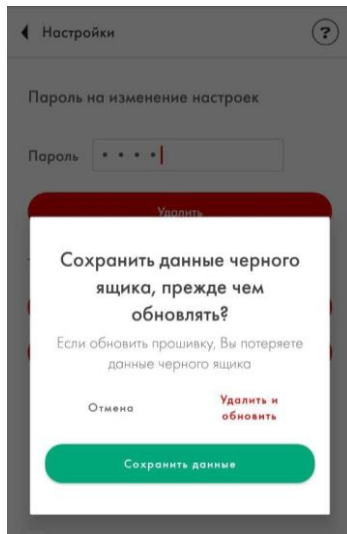 Настройки
?
Пароль на изменение настроек
Пароль
Удалить
Сохранить данные черного
ящика, прежде чем
обновлять?
Если обновить прошивку, Вы потеряете
данные черного ящика
Отмена
Удалить и
обновить
Сохранить данные